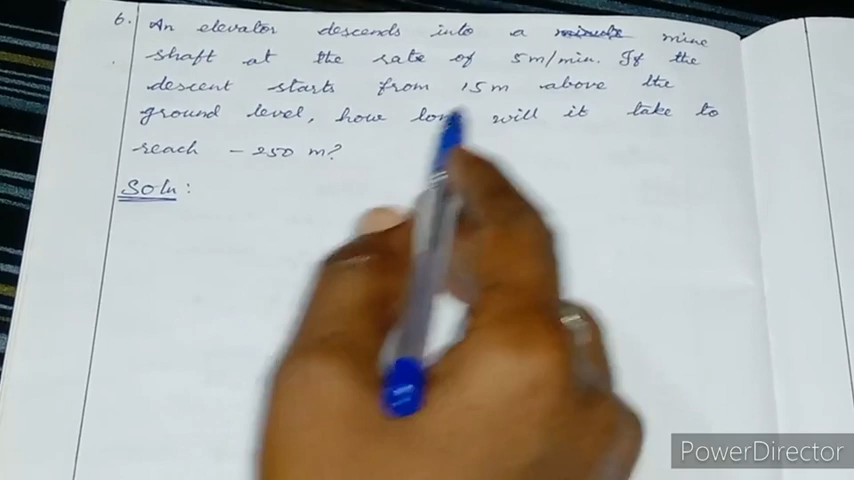 6. An elevator descends into a mine
shaft at the rate of 5m/min. If the
descent starts from 15m above the
ground level, how long will it take to
reach - 250 m?
Soln:
PowerDirector